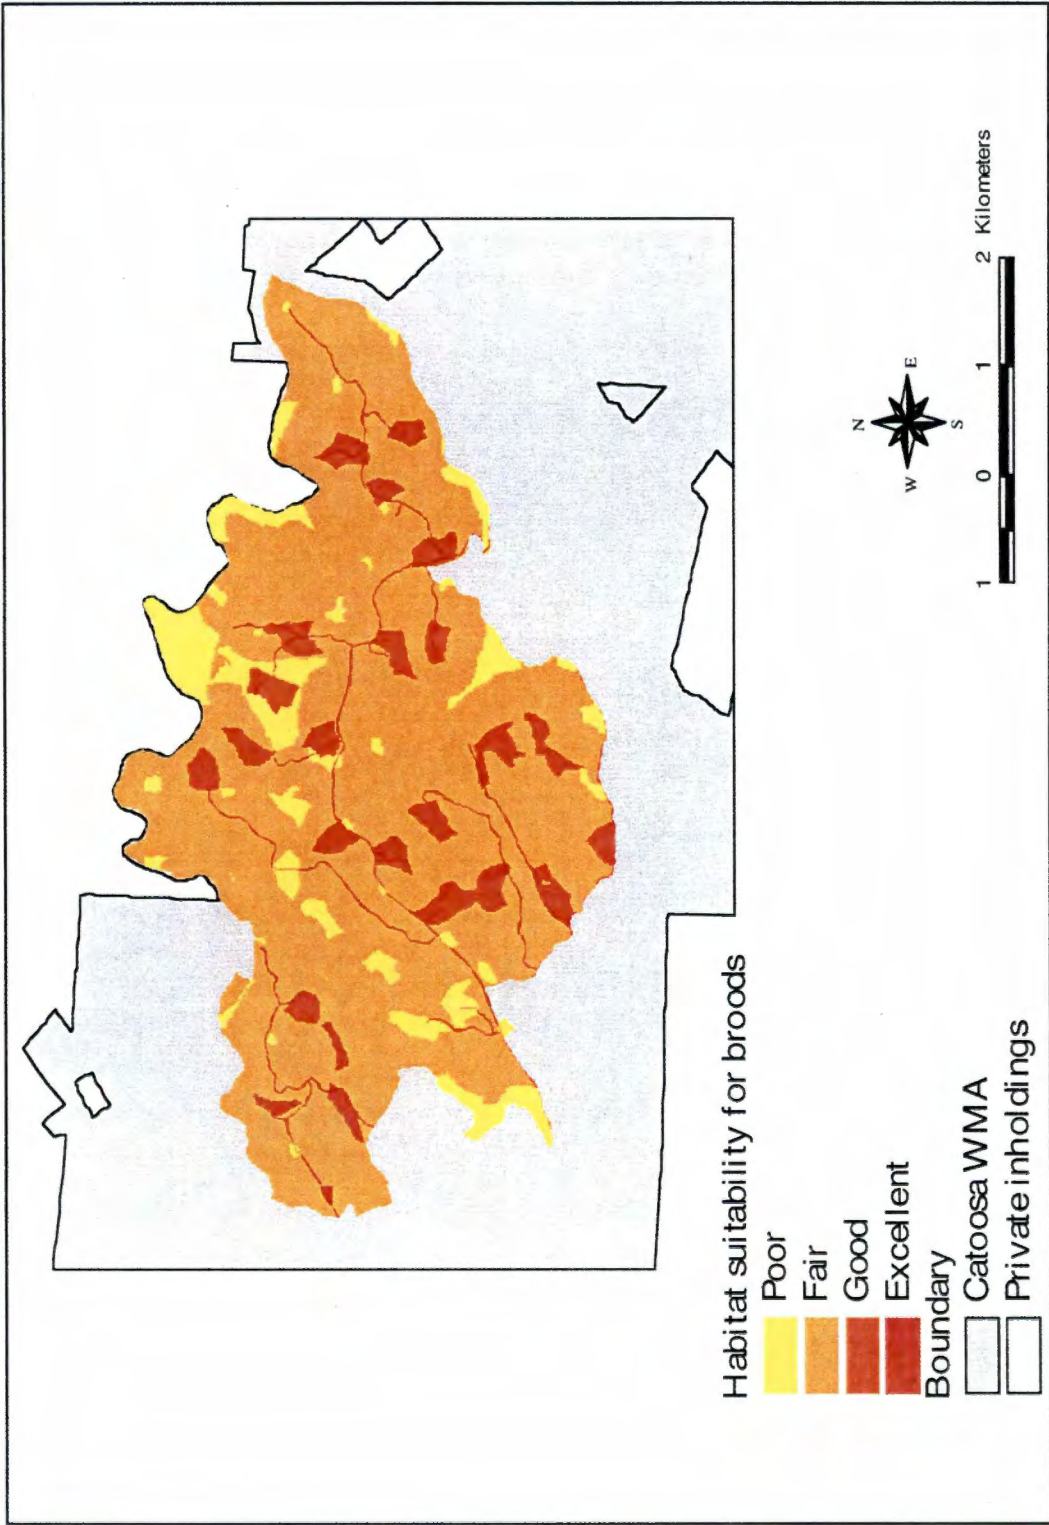 Habitat suitability for broods
Poor
Fair
Good
Excellent
Boundary
Catoosa WMA
Private inholdings
N
W E
S
1 0 1 2 Kilometers